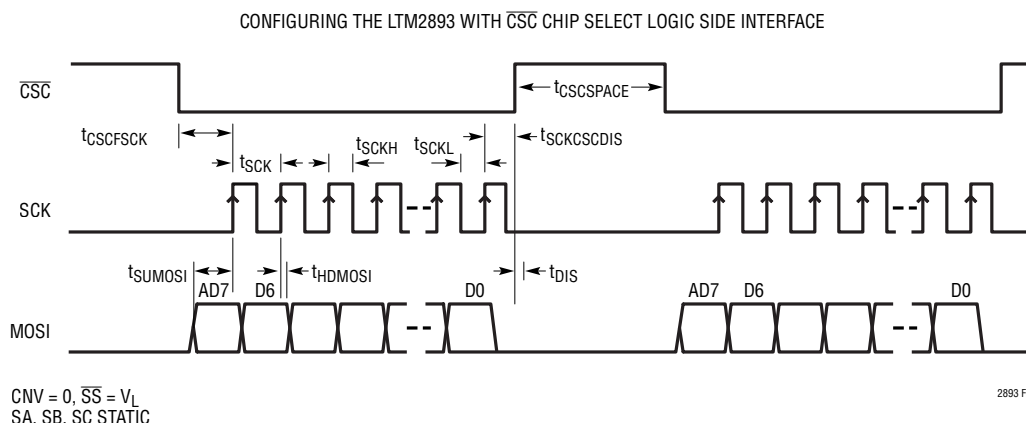 CONFIGURING THE LTM2893 WITH CSC CHIP SELECT LOGIC SIDE INTERFACE
CSC
tCSCSPACE
tCSCFSCK
tSCK
tSCKH
tSCKL
tSCKCSCDIS
SCK
tSUMOSI
tHDMOSI
tDIS
AD7 D6 D0 AD7 D6 D0
MOSI
CNV = 0, SS = VL
SA, SB, SC STATIC
2893 F